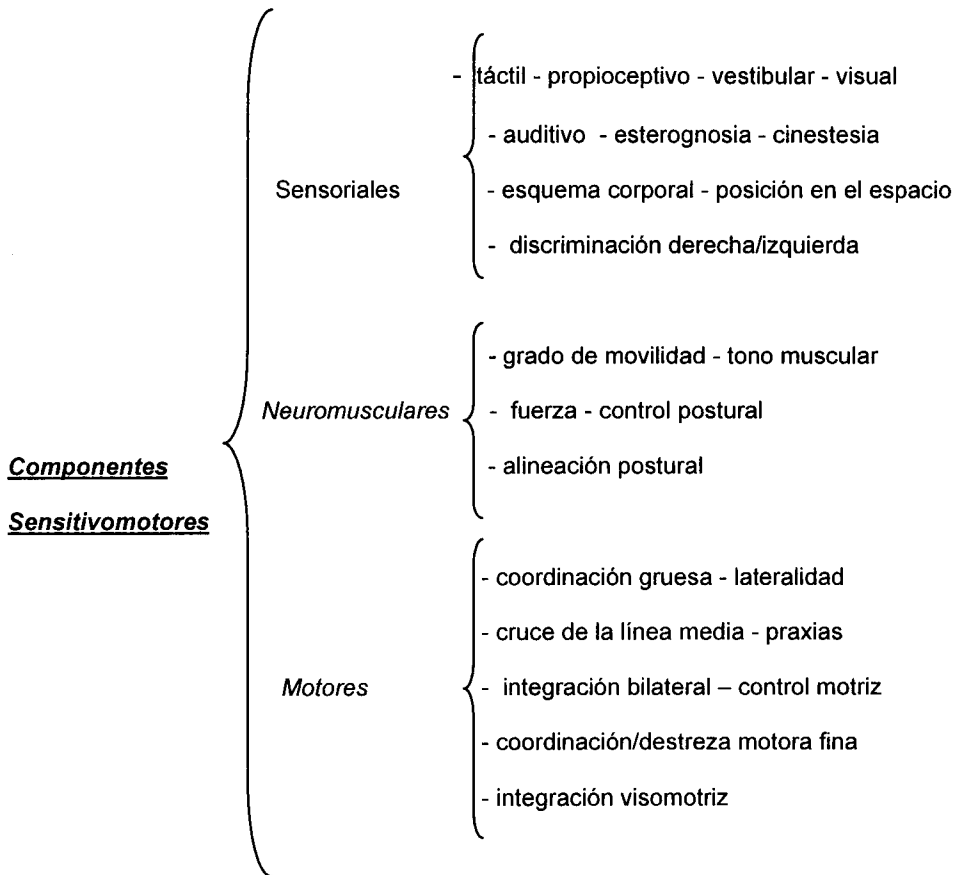 - táctil - propioceptivo - vestibular - visual
- auditivo - esterognosia - cinestesia
Sensoriales
- esquema corporal - posición en el espacio
- discriminación derecha/izquierda
- grado de movilidad - tono muscular
Neuromusculares
- fuerza - control postural
- alineación postural
Componentes
Sensitivomotores
- coordinación gruesa - lateralidad
- cruce de la línea media - praxias
Motores
- integración bilateral – control motriz
- coordinación/destreza motora fina
- integración visomotriz